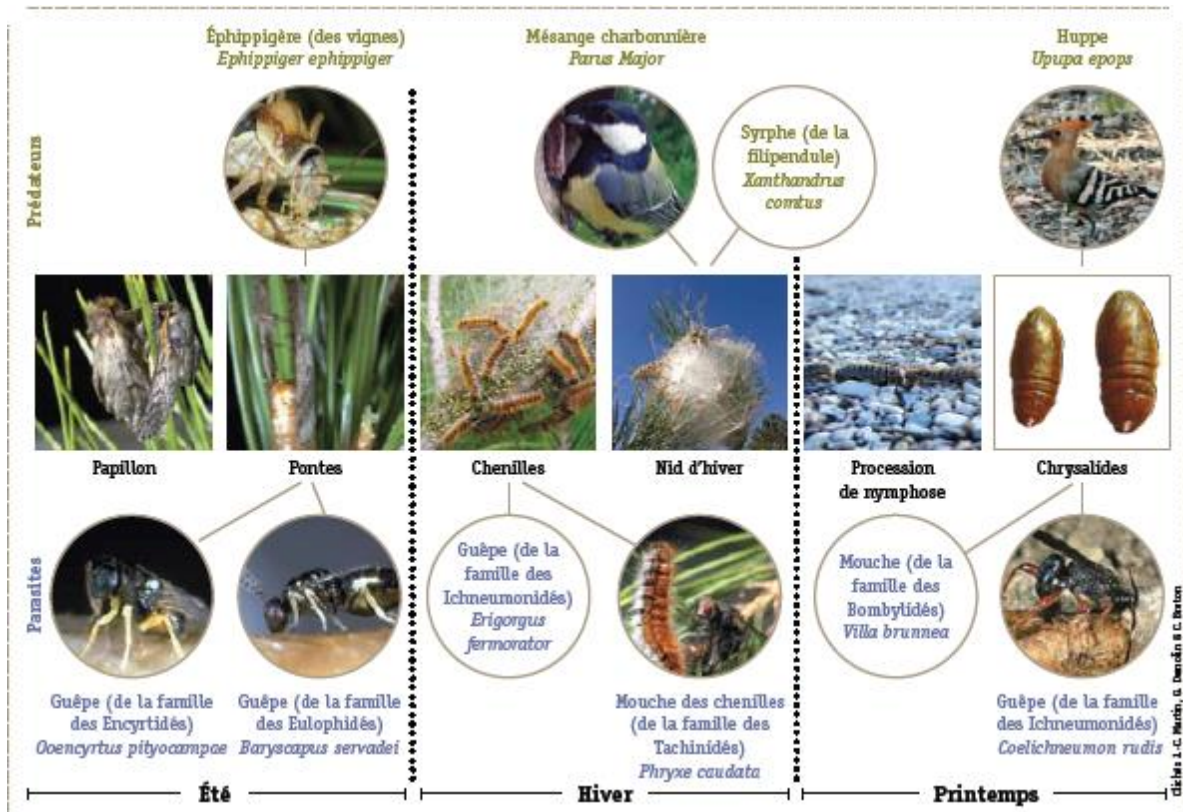 Éphippigère (des vignes)
Ephippiger ephippiger
Mésange charbonnière
Parus Major
Huppe
Upupa epops
Syrphe (de la
filipendule)
Xanthandrus
comtus
Prédateurs
Papillon
Pontes
Chenilles
Nid d'hiver
Procession
de nymphose
Chrysalides
Parasites
Guêpe (de la
famille des
Ichneumonidés)
Erigorgus
fermorator
Mouche (de la
famille des
Bombylidés)
Villa brunnea
Guêpe (de la famille
des Encyrtidés)
Ooencyrtus pityocampae
Guêpe (de la famille
des Eulophidés)
Baryscapus servadei
Mouche des chenilles
(de la famille des
Tachinidés)
Phryxe caudata
Guêpe (de la famille
des Ichneumonidés)
Coelichneumon rudis
Été
Hiver
Printemps
clichés J.-C. Martin, G.